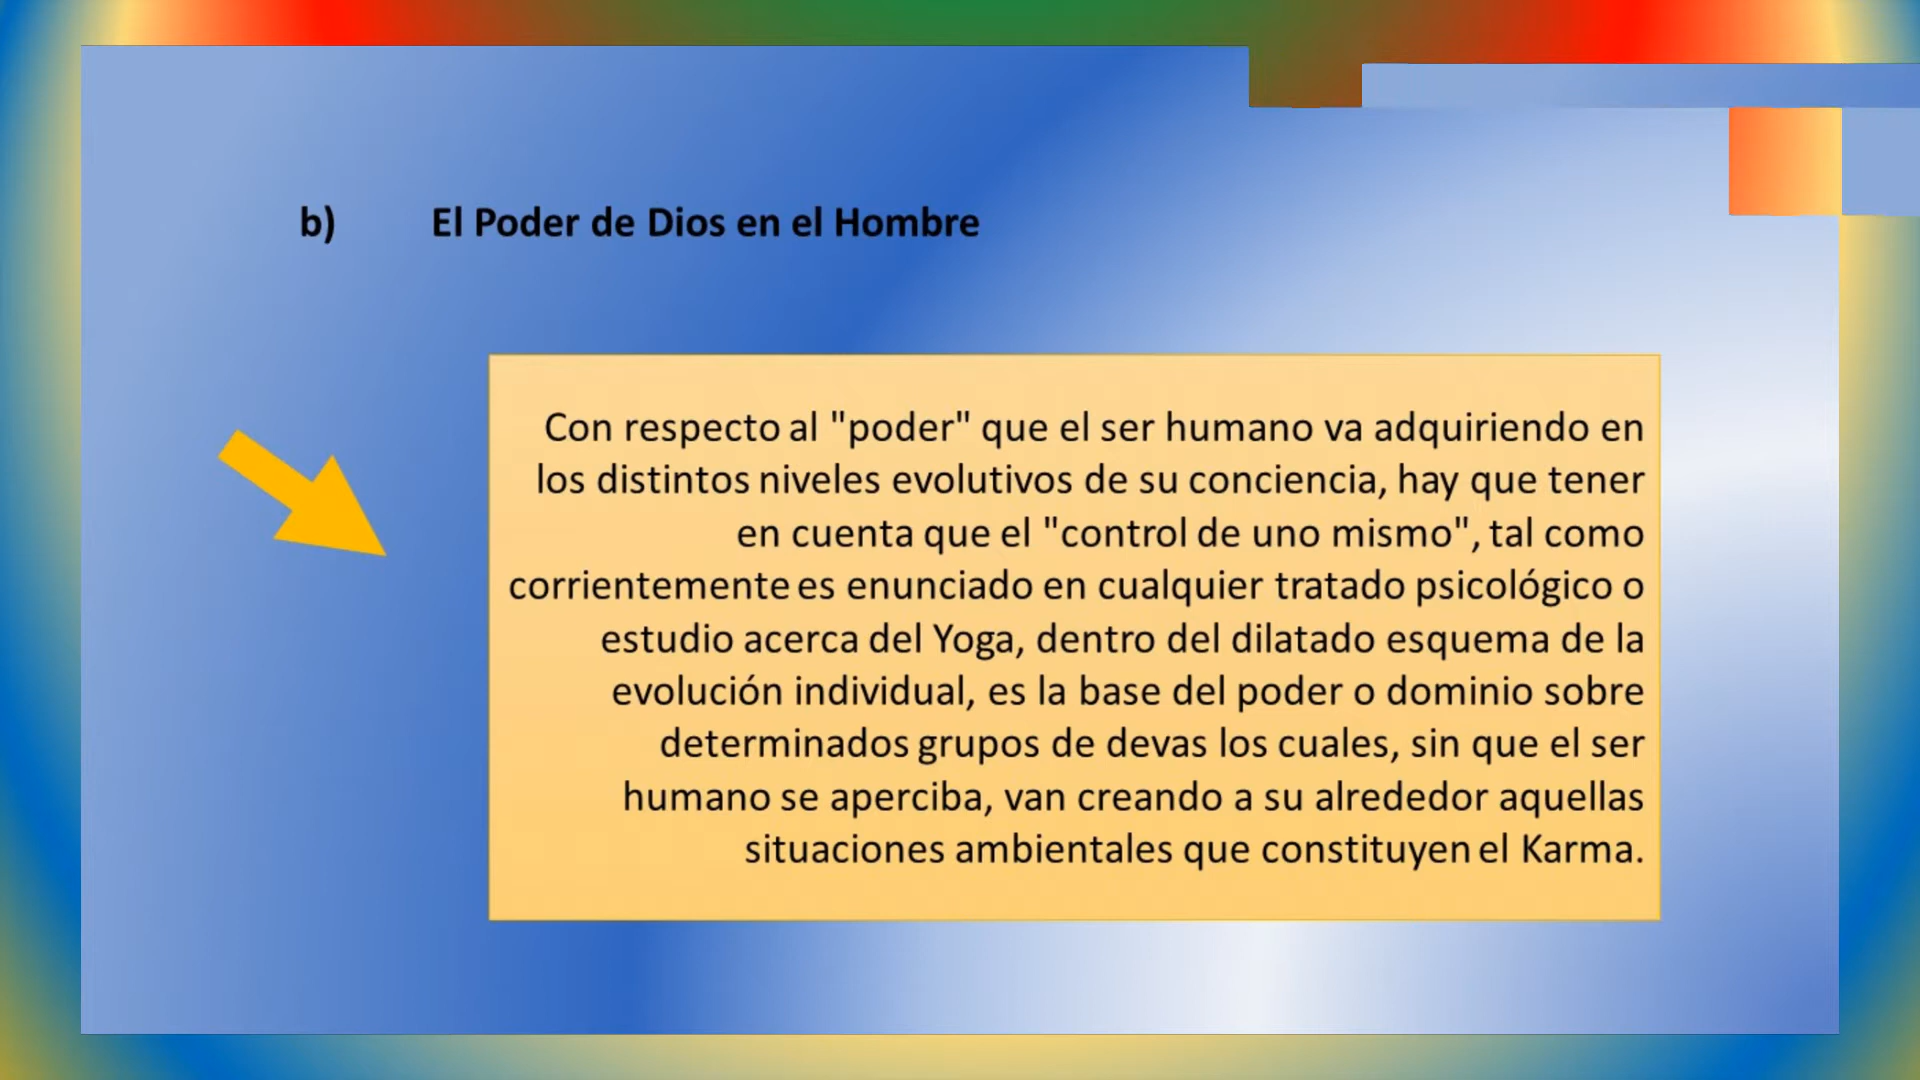 b) El Poder de Dios en el Hombre
Con respecto al "poder" que el ser humano va adquiriendo en
los distintos niveles evolutivos de su conciencia, hay que tener
en cuenta que el "control de uno mismo", tal como
corrientemente es enunciado en cualquier tratado psicológico o
estudio acerca del Yoga, dentro del dilatado esquema de la
evolución individual, es la base del poder o dominio sobre
determinados grupos de devas los cuales, sin que el ser
humano se aperciba, van creando a su alrededor aquellas
situaciones ambientales que constituyen el Karma.